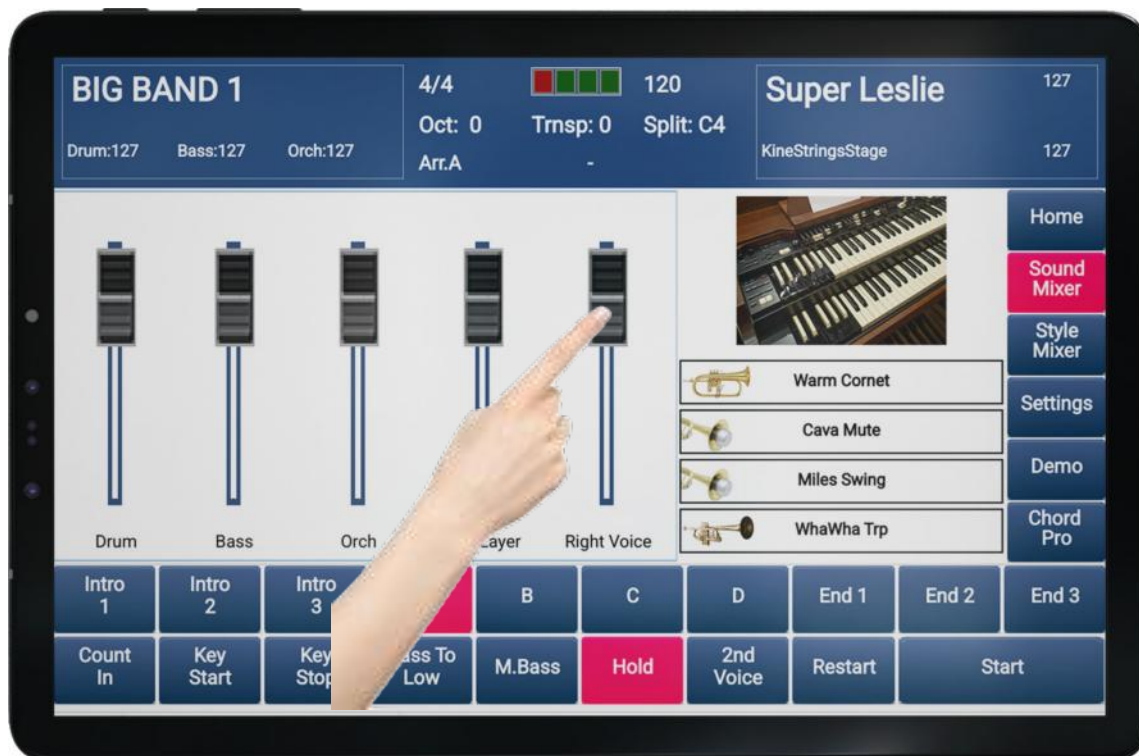 BIG BAND 1
Drum:127 Bass:127 Orch:127
4/4 120
Oct: 0 Trnsp: 0 Split: C4
Arr.A -
Super Leslie 127
KineStringsStage 127
Home
Sound
Mixer
Style
Mixer
Settings
Demo
Chord
Pro
Warm Cornet
Cava Mute
Miles Swing
WhaWha Trp
Drum Bass Orch Layer Right Voice
Intro
1
Intro
2
Intro
3
B
C
D
End 1
End 2
End 3
Count
In
Key
Start
Key
Stop
To
Low
M.Bass
Hold
2nd
Voice
Restart
Start